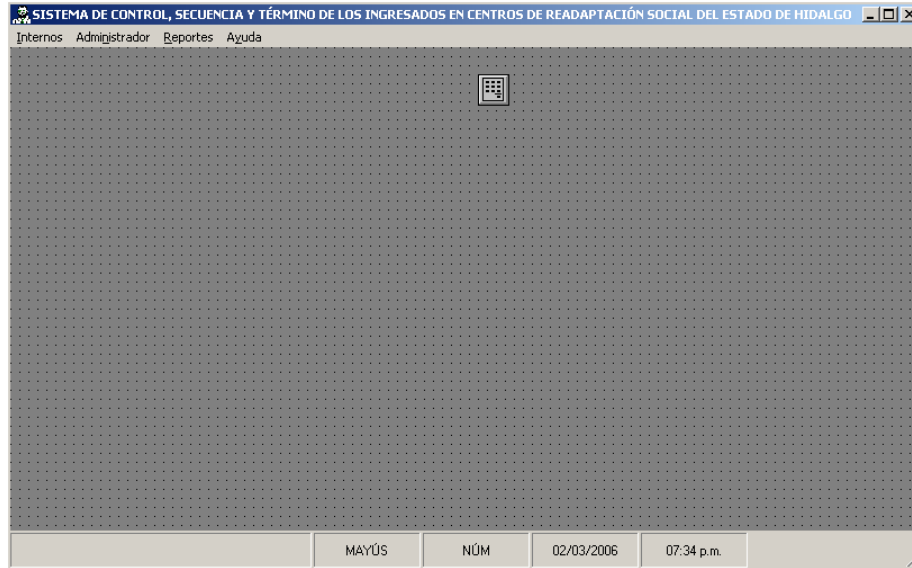 SISTEMA DE CONTROL, SECUENCIA Y TÉRMINO DE LOS INGRESADOS EN CENTROS DE READAPTACIÓN SOCIAL DEL ESTADO DE HIDALGO
Internos Administrador Reportes Ayuda
MAYÚS NÚM 02/03/2006 07:34 p.m.